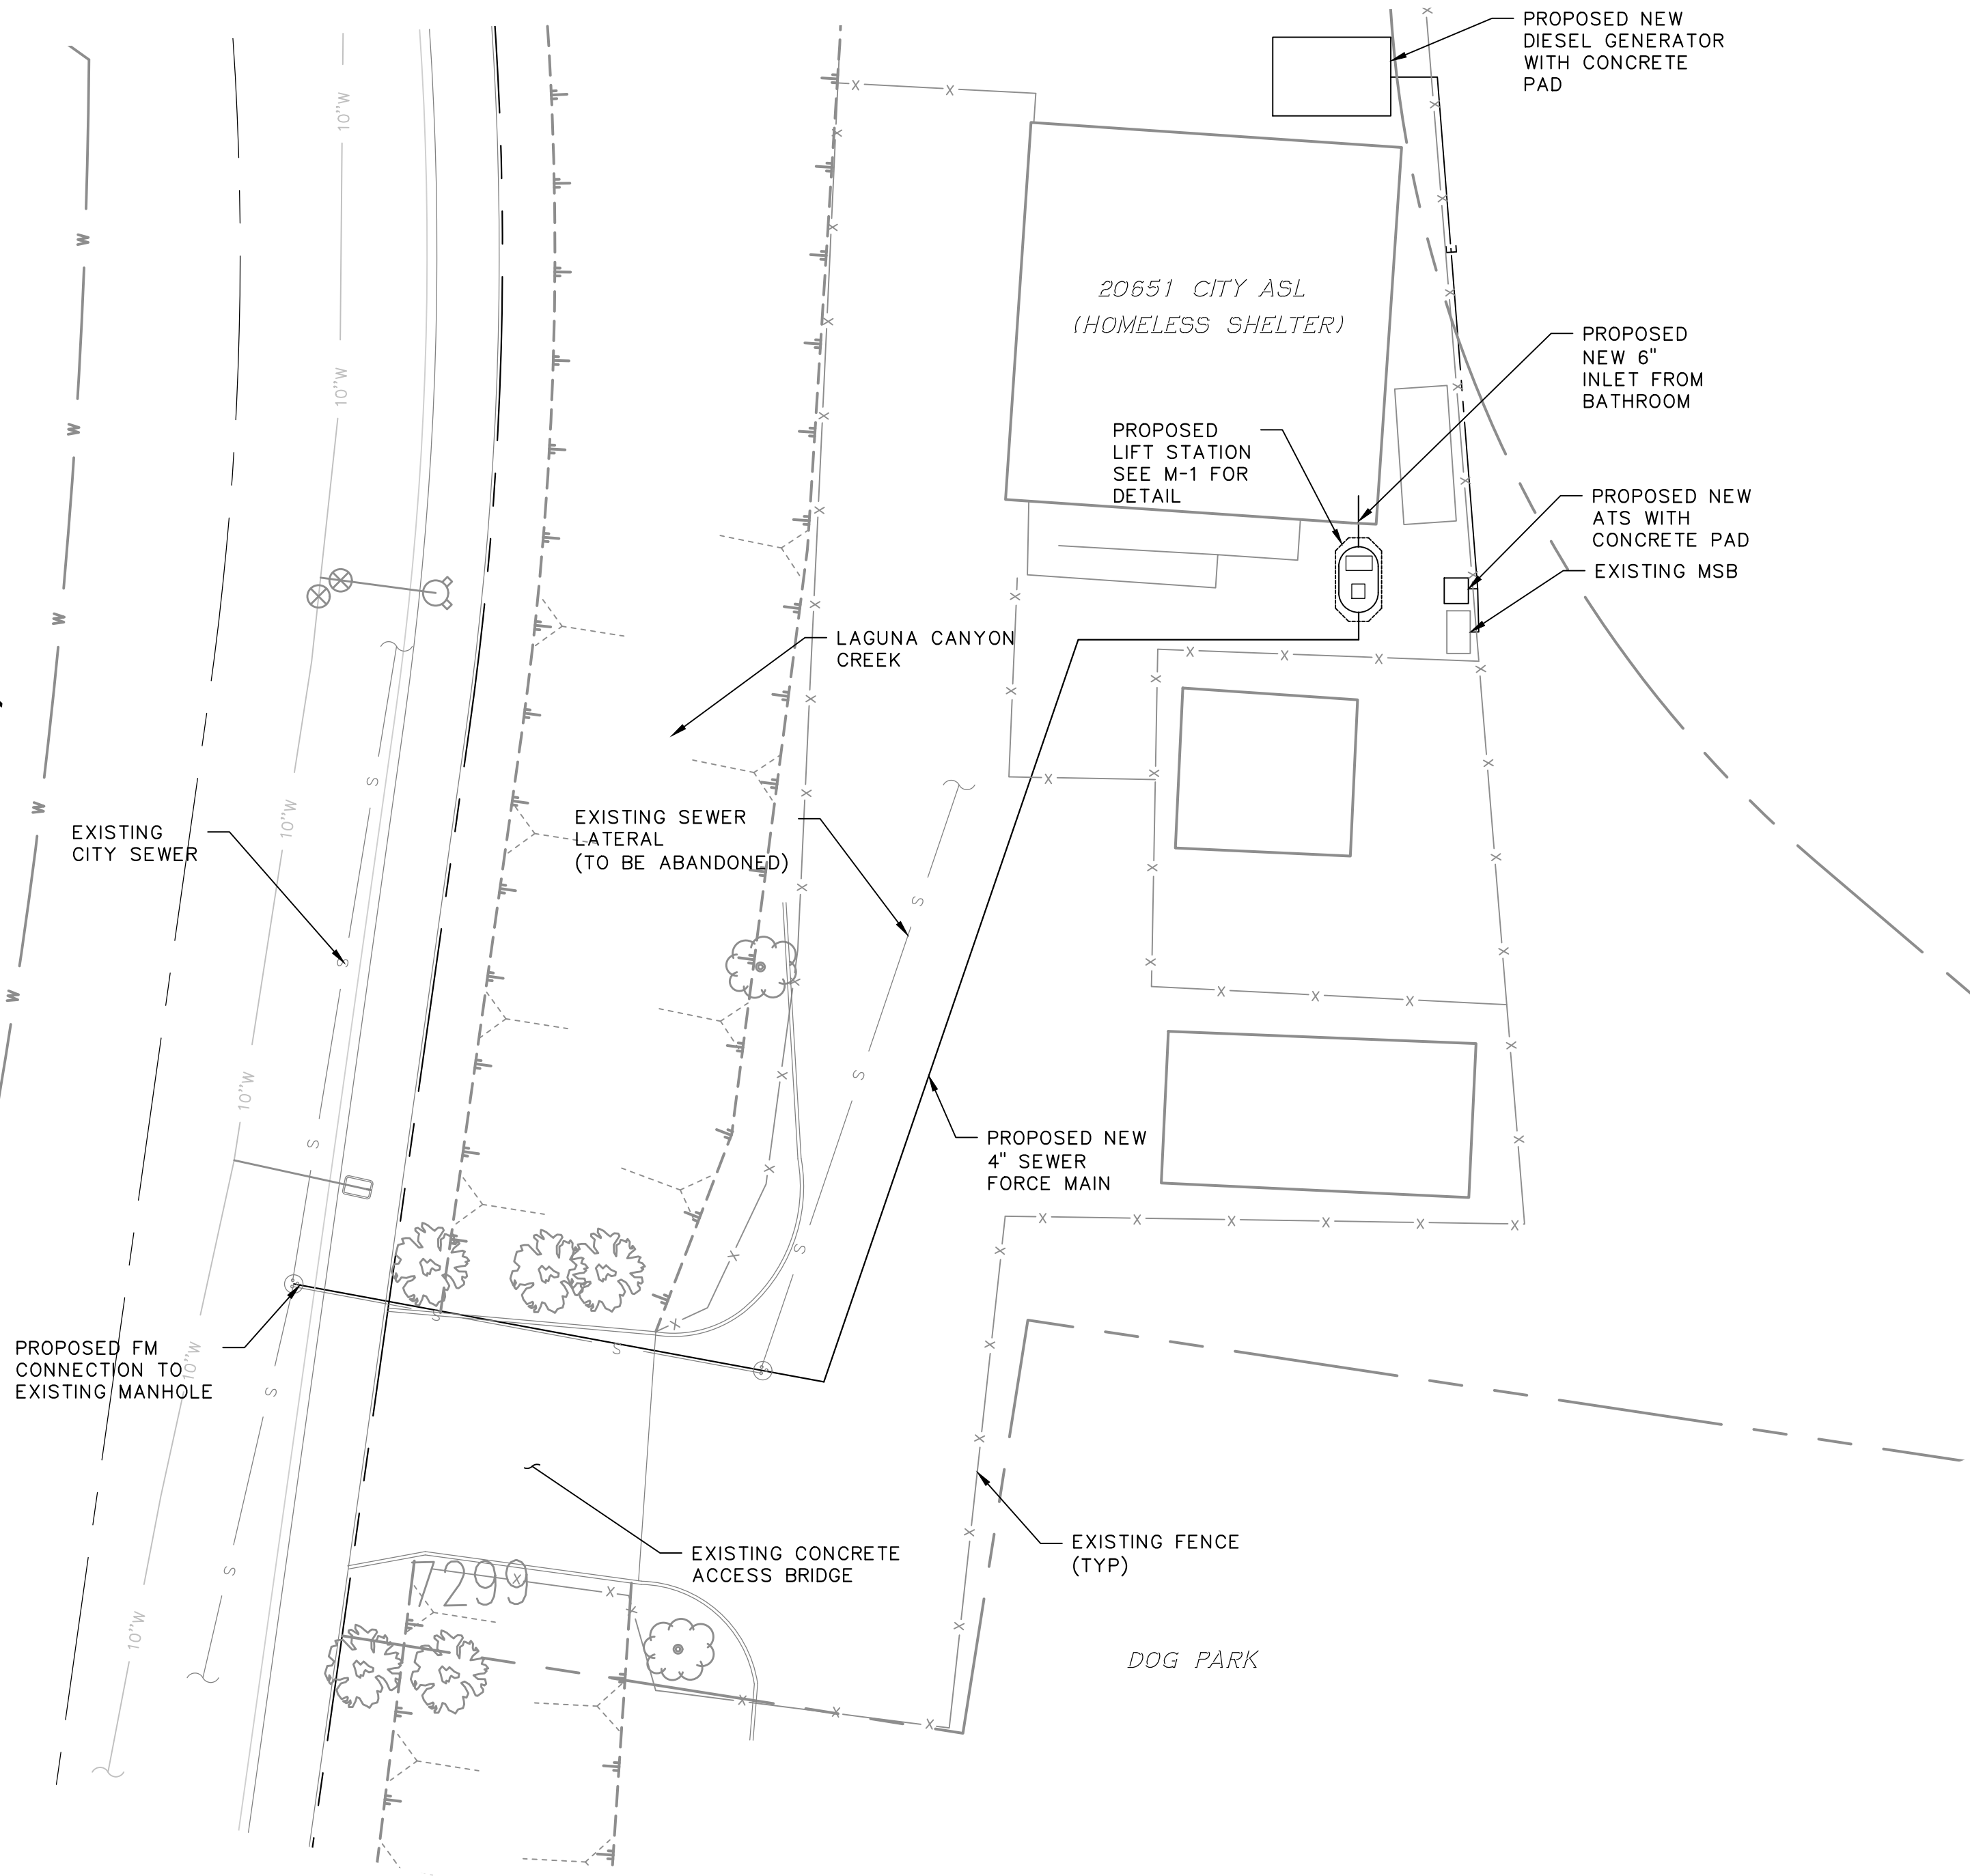 PROPOSED NEW
DIESEL GENERATOR
WITH CONCRETE
PAD
10"W
W
E
20651 CITY ASL
(HOMELESS SHELTER)
PROPOSED
NEW 6"
INLET FROM
BATHROOM
10"W
W
PROPOSED
LIFT STATION
SEE M-1 FOR
DETAIL
PROPOSED NEW
ATS WITH
CONCRETE PAD
EXISTING MSB
W
LAGUNA CANYON
CREEK
S
W
10"W
EXISTING
CITY SEWER
EXISTING SEWER
LATERAL
(TO BE ABANDONED)
S
S
W
10"W
S
S
PROPOSED NEW
4" SEWER
FORCE MAIN
S
S
S
PROPOSED FM
CONNECTION TO
EXISTING MANHOLE
10"W
S
S
EXISTING CONCRETE
ACCESS BRIDGE
EXISTING FENCE
(TYP)
7299
10"W
DOG PARK